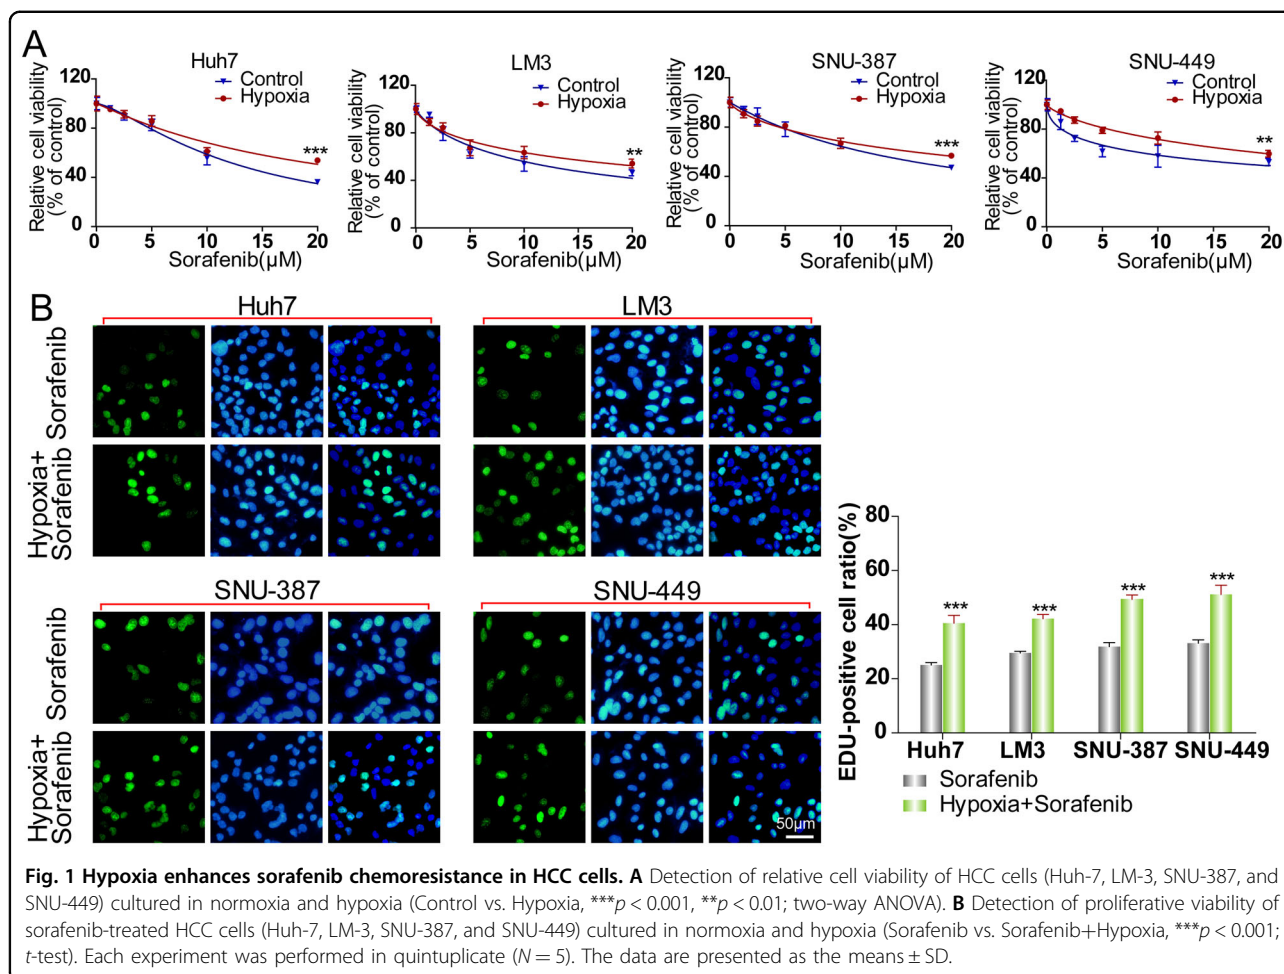 A
Huh7
Control
Hypoxia
Relative cell viability
(% of control)
120
80
40
0
***
0 5 10 15 20
Sorafenib(μM)
LM3
Control
Hypoxia
Relative cell viability
(% of control)
120
80
40
0
**
0 5 10 15 20
Sorafenib(μM)
SNU-387
Control
Hypoxia
Relative cell viability
(% of control)
120
80
40
0
***
0 5 10 15 20
Sorafenib(μM)
SNU-449
Control
Hypoxia
Relative cell viability
(% of control)
120
80
40
0
**
0 5 10 15 20
Sorafenib(μM)
B
Huh7
LM3
Sorafenib
Hypoxia+
Sorafenib
SNU-387
SNU-449
Sorafenib
Hypoxia+
Sorafenib
50μm
EDU-positive cell ratio(%)
80
60
40
20
0
*** *** *** ***
Huh7 LM3 SNU-387 SNU-449
Sorafenib
Hypoxia+Sorafenib
Fig. 1 Hypoxia enhances sorafenib chemoresistance in HCC cells. A Detection of relative cell viability of HCC cells (Huh-7, LM-3, SNU-387, and
SNU-449) cultured in normoxia and hypoxia (Control vs. Hypoxia, ***p < 0.001, **p < 0.01; two-way ANOVA). B Detection of proliferative viability of
sorafenib-treated HCC cells (Huh-7, LM-3, SNU-387, and SNU-449) cultured in normoxia and hypoxia (Sorafenib vs. Sorafenib+Hypoxia, ***p < 0.001;
t-test). Each experiment was performed in quintuplicate (N = 5). The data are presented as the means ± SD.